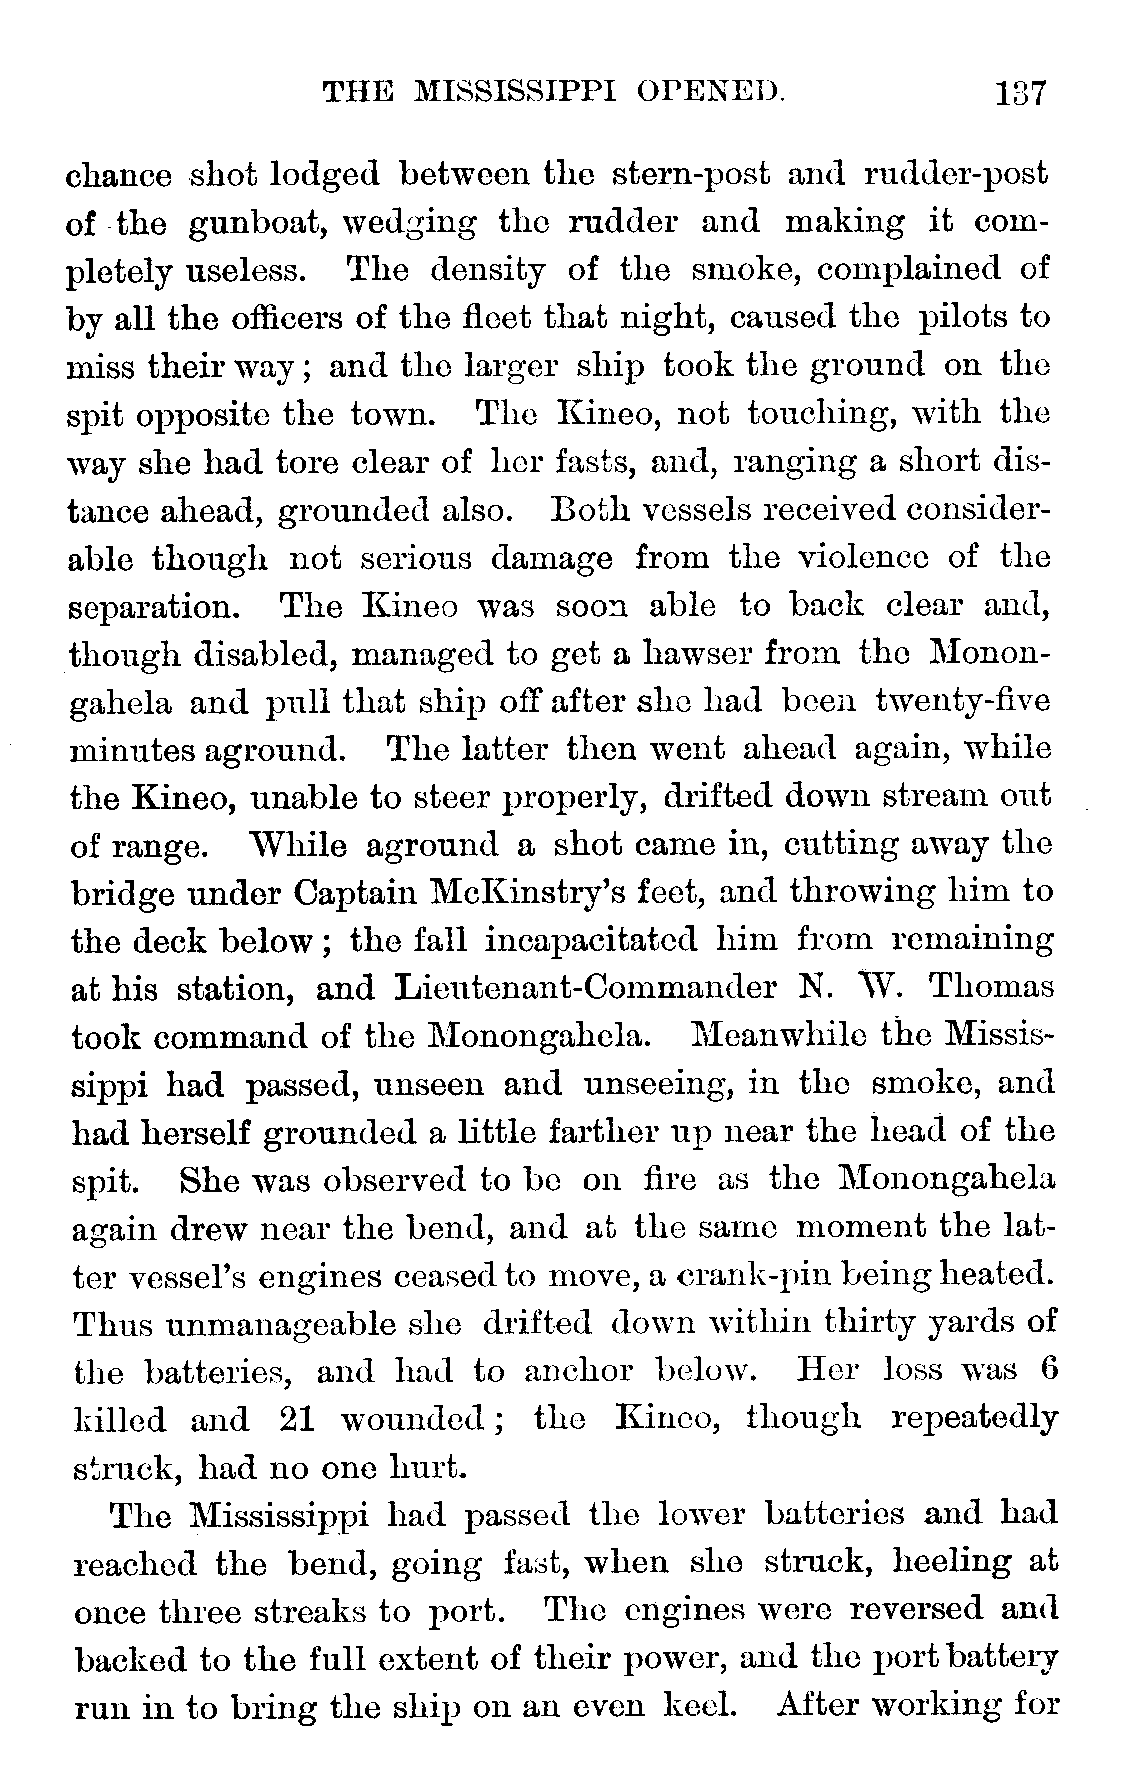 THE MISSISSIPPI OPENED. 137
chance shot lodged between the stern-post and rudder-post
of the gunboat, wedging the rudder and making it com-
pletely useless. The density of the smoke, complained of
by all the officers of the fleet that night, caused the pilots to
miss their way; and the larger ship took the ground on the
spit opposite the town. The Kineo, not touching, with the
way she had tore clear of her fasts, and, ranging a short dis-
tance ahead, grounded also. Both vessels received consider-
able though not serious damage from the violence of the
separation. The Kineo was soon able to back clear and,
though disabled, managed to get a hawser from the Monon-
gahela and pull that ship off after she had been twenty-five
minutes aground. The latter then went ahead again, while
the Kineo, unable to steer properly, drifted down stream out
of range. While aground a shot came in, cutting away the
bridge under Captain McKinstry's feet, and throwing him to
the deck below; the fall incapacitated him from remaining
at his station, and Lieutenant-Commander N. W. Thomas
took command of the Monongahela. Meanwhile the Missis-
sippi had passed, unseen and unseeing, in the smoke, and
had herself grounded a little farther up near the head of the
spit. She was observed to be on fire as the Monongahela
again drew near the bend, and at the same moment the lat-
ter vessel's engines ceased to move, a crank-pin being heated.
Thus unmanageable she drifted down within thirty yards of
the batteries, and had to anchor below. Her loss was 6
killed and 21 wounded; the Kineo, though repeatedly
struck, had no one hurt.
The Mississippi had passed the lower batteries and had
reached the bend, going fast, when she struck, heeling at
once three streaks to port. The engines were reversed and
backed to the full extent of their power, and the port battery
run in to bring the ship on an even keel. After working for